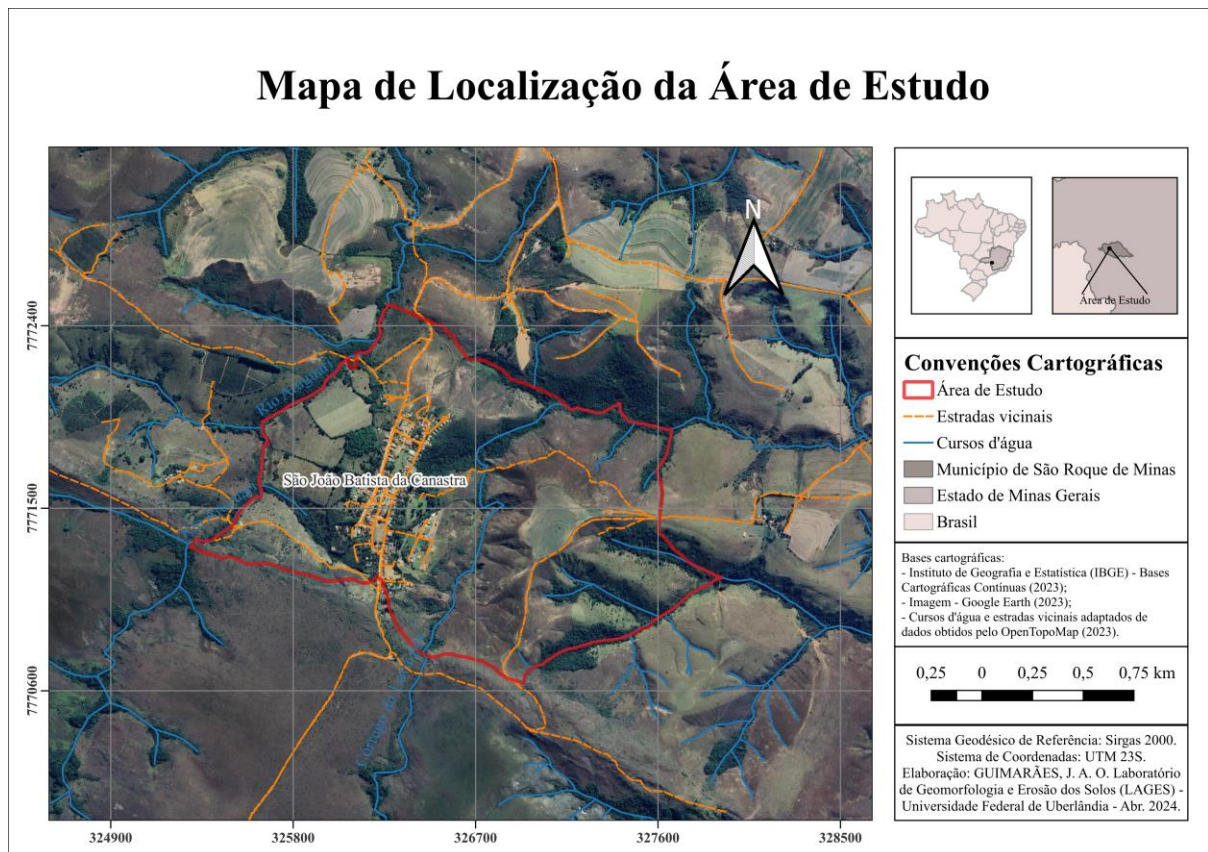 Mapa de Localização da Área de Estudo
N
Rio Araguari
São João Batista da Canastra
7772400
7771500
7770600
324900
325800
326700
327600
328500
Área de Estudo
Convenções Cartográficas
Área de Estudo
Estradas vicinais
Cursos d'água
Município de São Roque de Minas
Estado de Minas Gerais
Brasil
Bases cartográficas:
- Instituto de Geografia e Estatística (IBGE) - Bases
Cartográficas Contínuas (2023);
- Imagem - Google Earth (2023);
- Cursos d'água e estradas vicinais adaptados de
dados obtidos pelo OpenTopoMap (2023).
0,25 0 0,25 0,5 0,75 km
Sistema Geodésico de Referência: Sirgas 2000.
Sistema de Coordenadas: UTM 23S.
Elaboração: GUIMARÃES, J. A. O. Laboratório
de Geomorfologia e Erosão dos Solos (LAGES) -
Universidade Federal de Uberlândia - Abr. 2024.